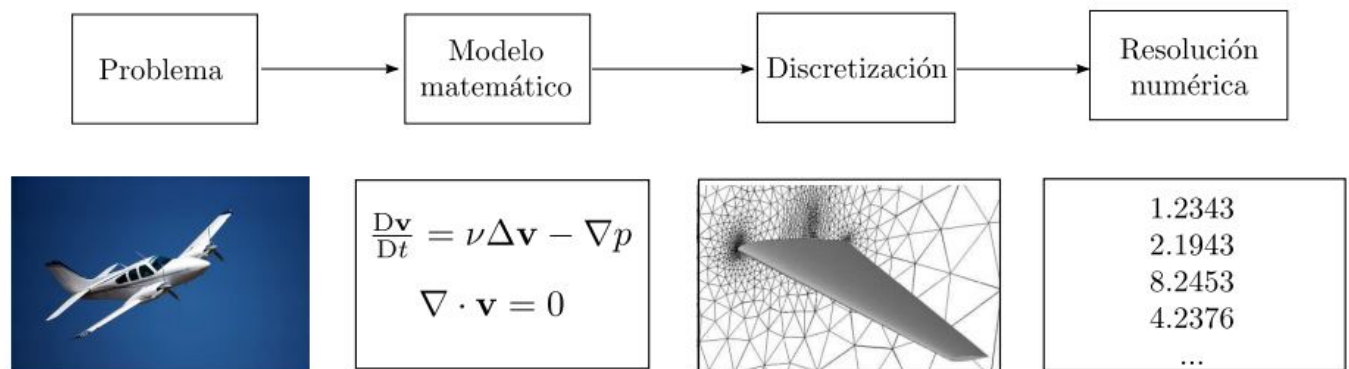 Problema
Modelo
matemático
Discretización
Resolución
numérica
Dv/Dt = νΔv − ∇p
∇ · v = 0
1.2343
2.1943
8.2453
4.2376
...